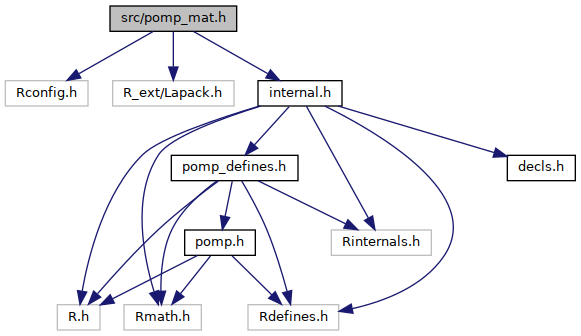 src/pomp_mat.h
Rconfig.h
R_ext/Lapack.h
internal.h
pomp_defines.h
decls.h
pomp.h
Rinternals.h
R.h
Rmath.h
Rdefines.h